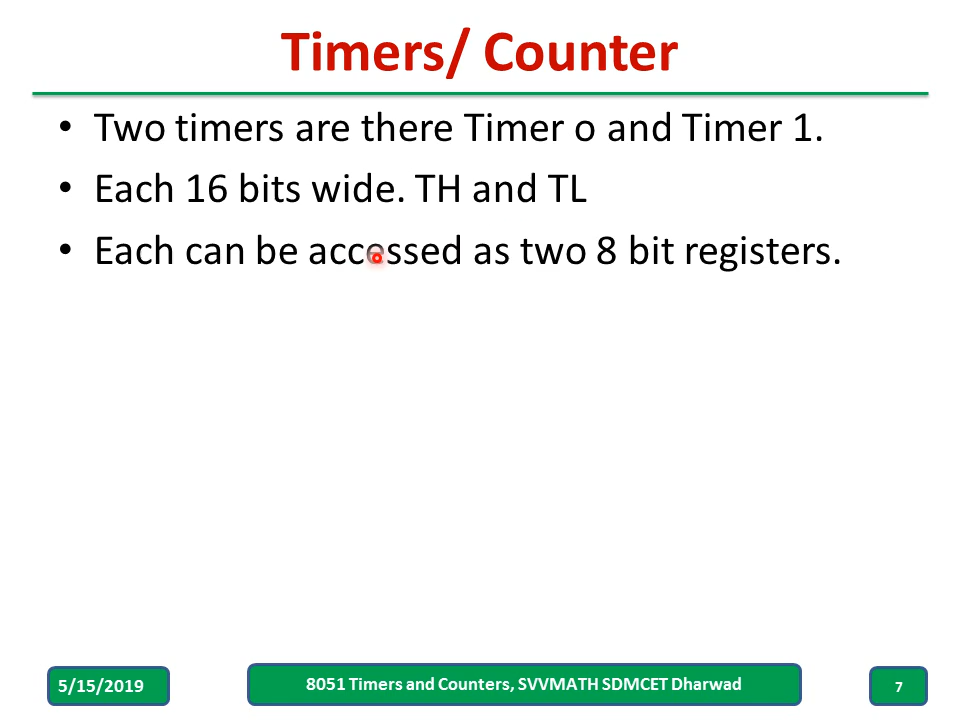 Timers/ Counter
• Two timers are there Timer o and Timer 1.
• Each 16 bits wide. TH and TL
• Each can be accessed as two 8 bit registers.
5/15/2019
8051 Timers and Counters, SVVMATH SDMCET Dharwad
7